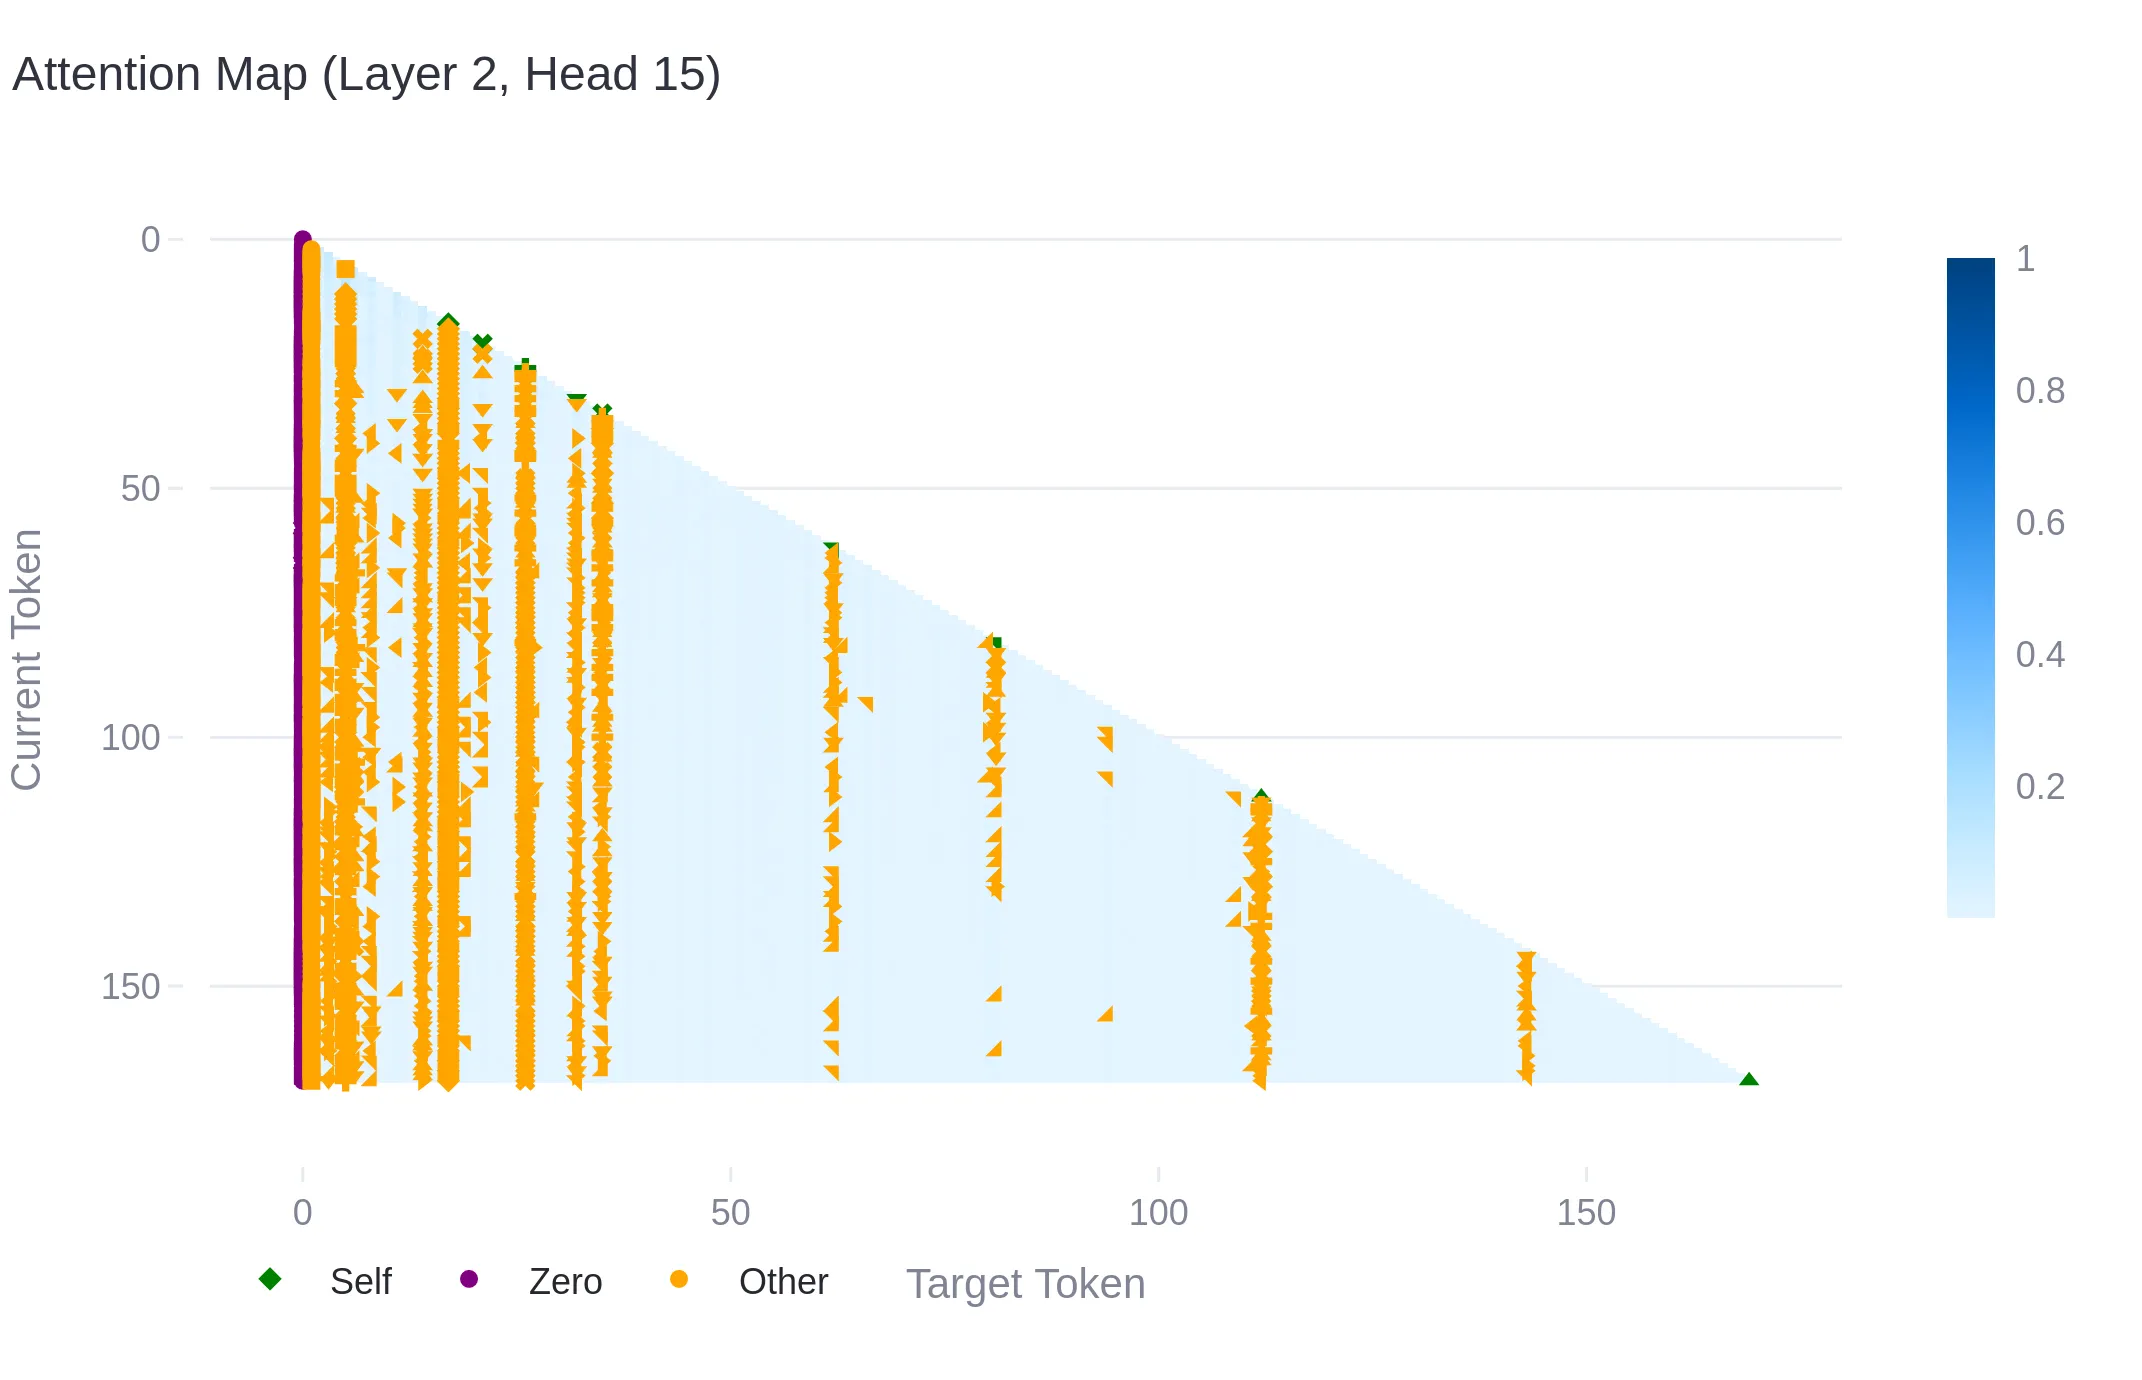 Attention Map (Layer 2, Head 15)
0
50
100
150
Current Token
1
0.8
0.6
0.4
0.2
0
50
100
150
Self
Zero
Other
Target Token